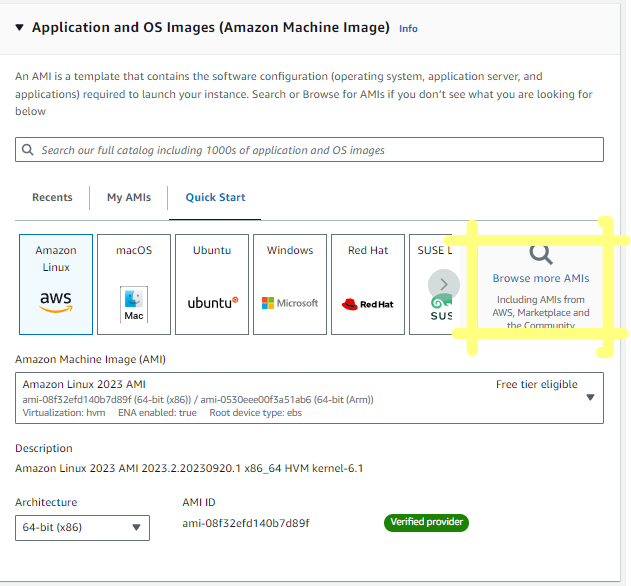 Application and OS Images (Amazon Machine Image) Info
An AMI is a template that contains the software configuration (operating system, application server, and
applications) required to launch your instance. Search or Browse for AMIs if you don't see what you are looking for
below
Search our full catalog including 1000s of application and OS images
Recents
My AMIs
Quick Start
Amazon
Linux
aws
macOS
Mac
Ubuntu
ubuntu
Windows
Microsoft
Red Hat
Red Hat
SUSE L
SUS
Browse more AMIs
Including AMIs from
AWS, Marketplace and
the Community
Amazon Machine Image (AMI)
Amazon Linux 2023 AMI
Free tier eligible
ami-08f32efd140b7d89f (64-bit (x86)) / ami-0530eee00f3a51ab6 (64-bit (Arm))
Virtualization: hvm ENA enabled: true Root device type: ebs
Description
Amazon Linux 2023 AMI 2023.2.20230920.1 x86_64 HVM kernel-6.1
Architecture
AMI ID
64-bit (x86)
ami-08f32efd140b7d89f
Verified provider